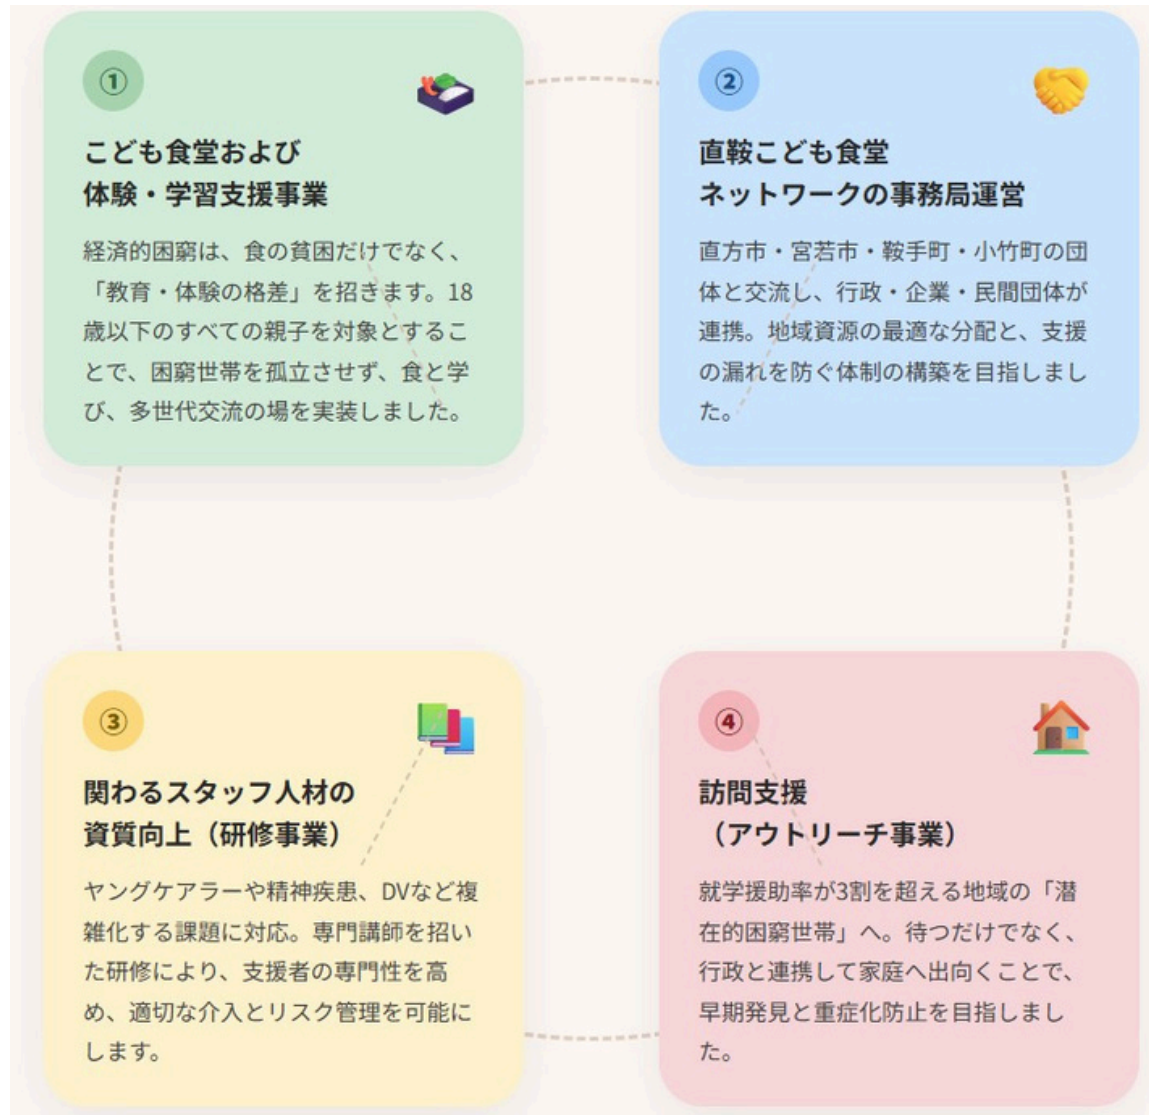 ①
こども食堂および
体験・学習支援事業
経済的困窮は、食の貧困だけでなく、
「教育・体験の格差」を招きます。18
歳以下のすべての親子を対象とするこ
とで、困窮世帯を孤立させず、食と学
び、多世代交流の場を実装しました。
②
直鞍こども食堂
ネットワークの事務局運営
直方市・宮若市・鞍手町・小竹町の団
体と交流し、行政・企業・民間団体が
連携。地域資源の最適な分配と、支援
の漏れを防ぐ体制の構築を目指しまし
た。
③
関わるスタッフ人材の
資質向上（研修事業）
ヤングケアラーや精神疾患、DVなど複
雑化する課題に対応。専門講師を招い
た研修により、支援者の専門性を高
め、適切な介入とリスク管理を可能に
します。
④
訪問支援
（アウトリーチ事業）
就学援助率が3割を超える地域の「潜
在的困窮世帯」へ。待つだけでなく、
行政と連携して家庭へ出向くことで、
早期発見と重症化防止を目指しまし
た。